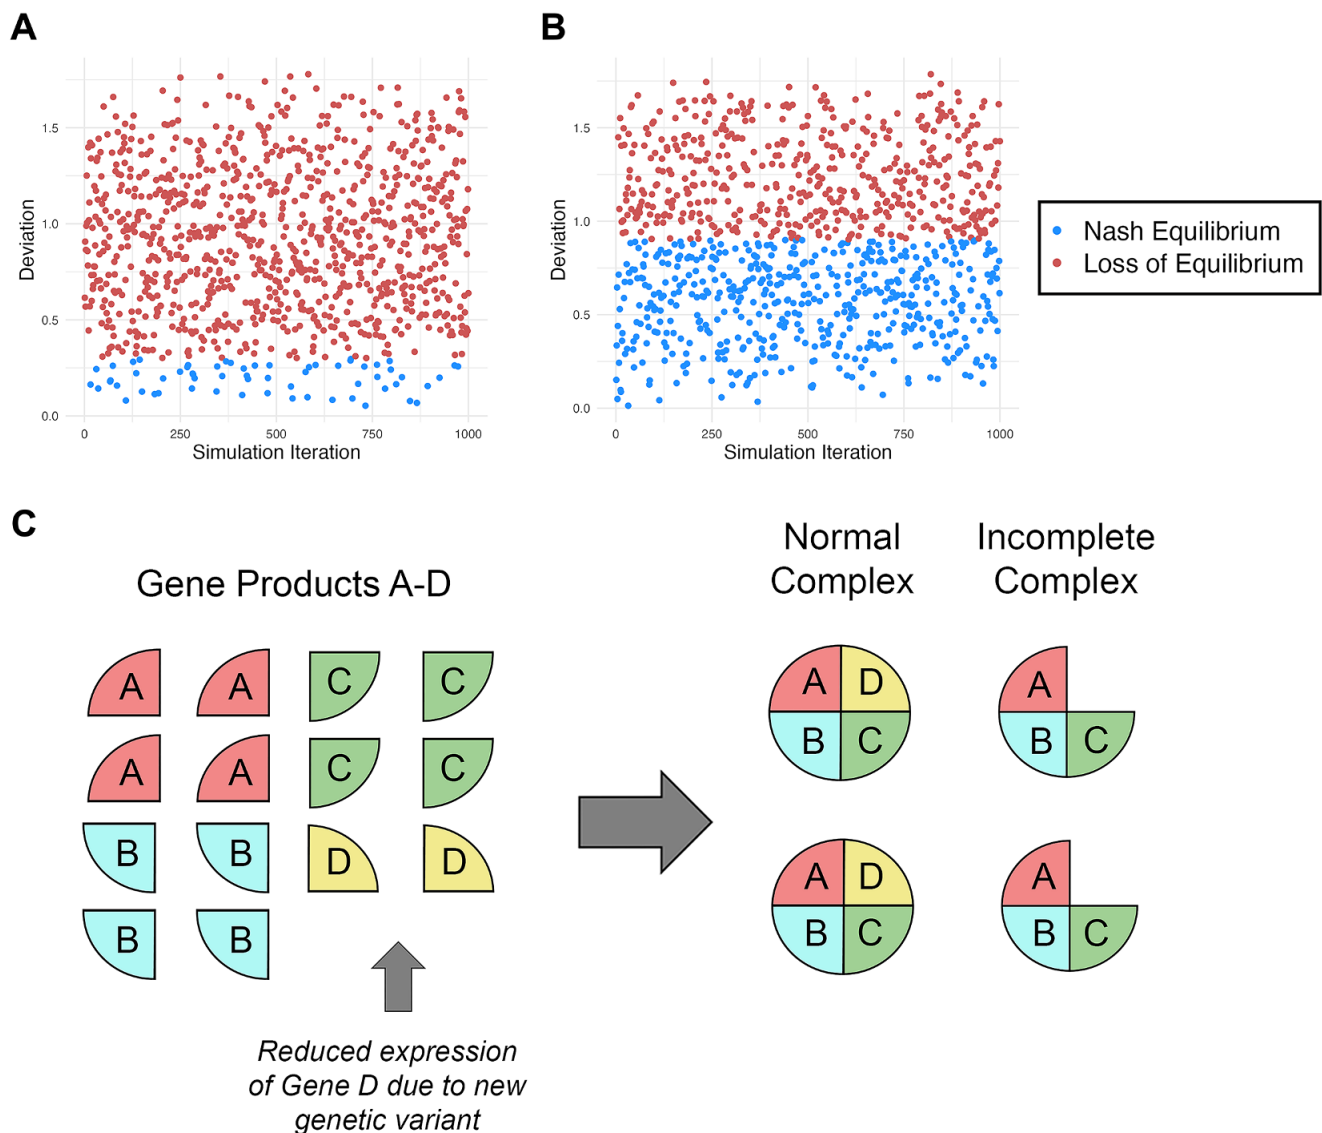 A
B
1.5
1.0
0.5
0.0
Deviation
0
250
500
750
1000
Simulation Iteration
1.5
1.0
0.5
0.0
Deviation
0
250
500
750
1000
Simulation Iteration
Nash Equilibrium
Loss of Equilibrium
C
Gene Products A-D
A A C C
A A C C
B B D D
B B
Reduced expression
of Gene D due to new
genetic variant
Normal
Complex
Incomplete
Complex
A D
B C
A
B C
A D
B C
A
B C